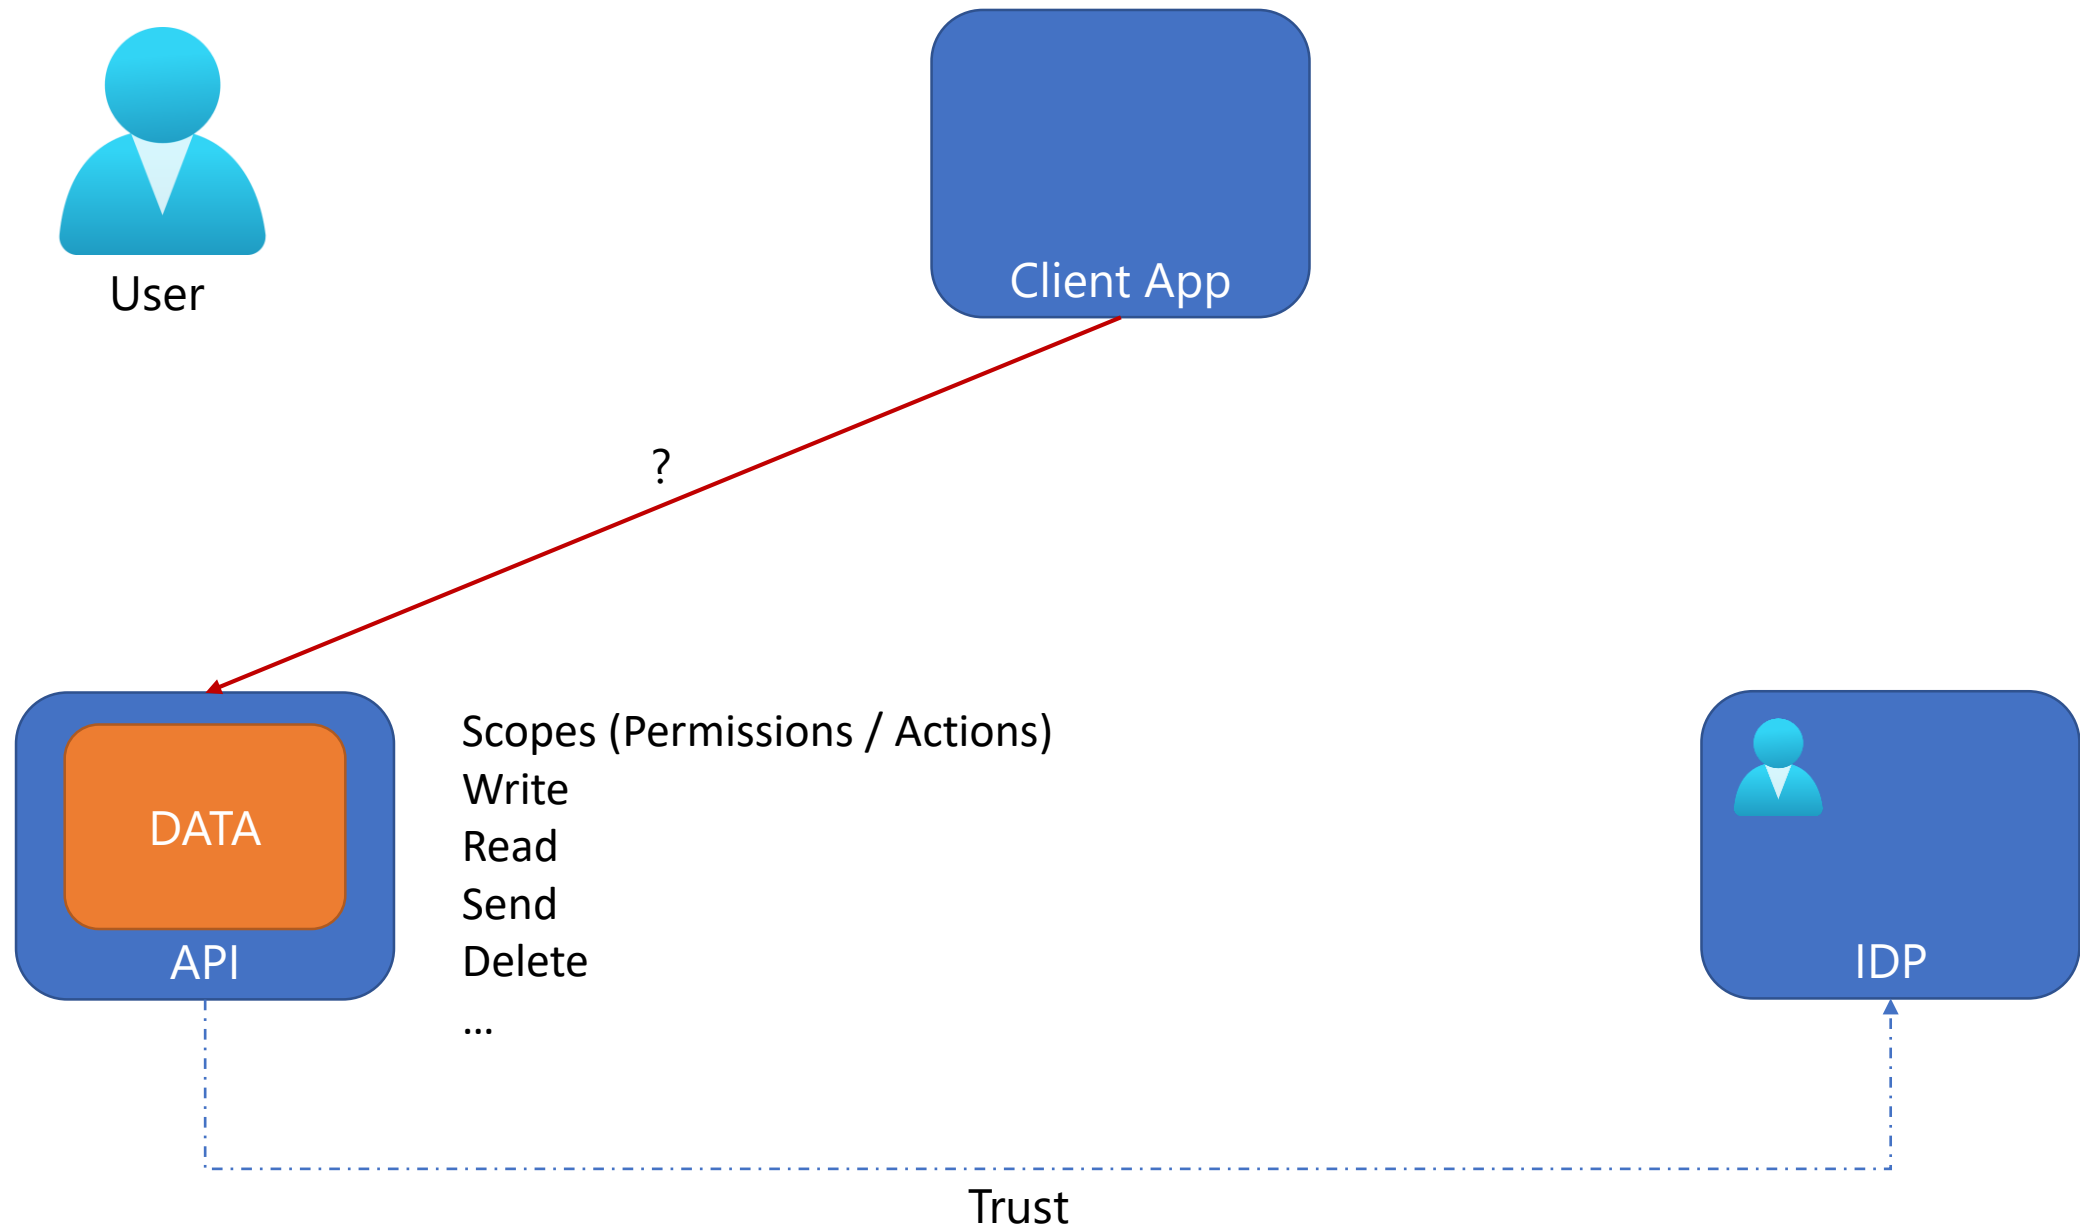 User
Client App
?
Scopes (Permissions / Actions)
Write
Read
Send
Delete
...
DATA
API
IDP
Trust